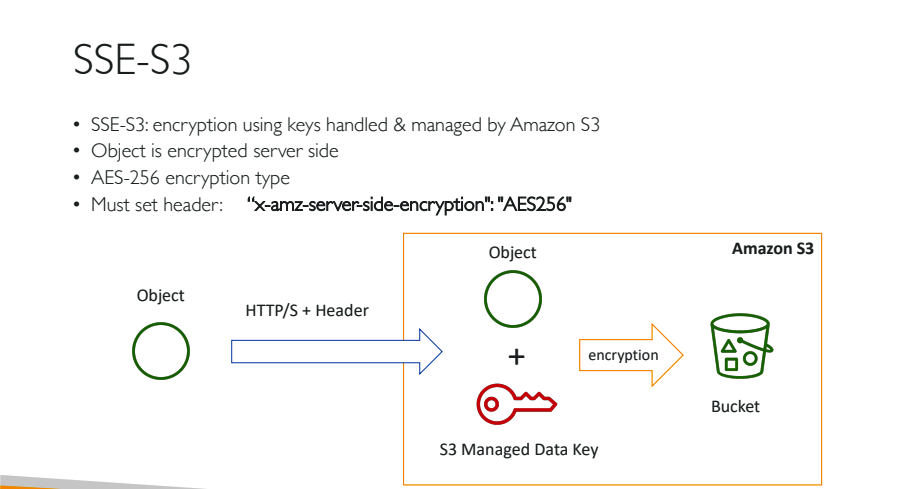 SSE-S3
• SSE-S3: encryption using keys handled & managed by Amazon S3
• Object is encrypted server side
• AES-256 encryption type
• Must set header: “x-amz-server-side-encryption": "AES256"
Amazon S3
Object
Object
HTTP/S + Header
+
encryption
Bucket
S3 Managed Data Key